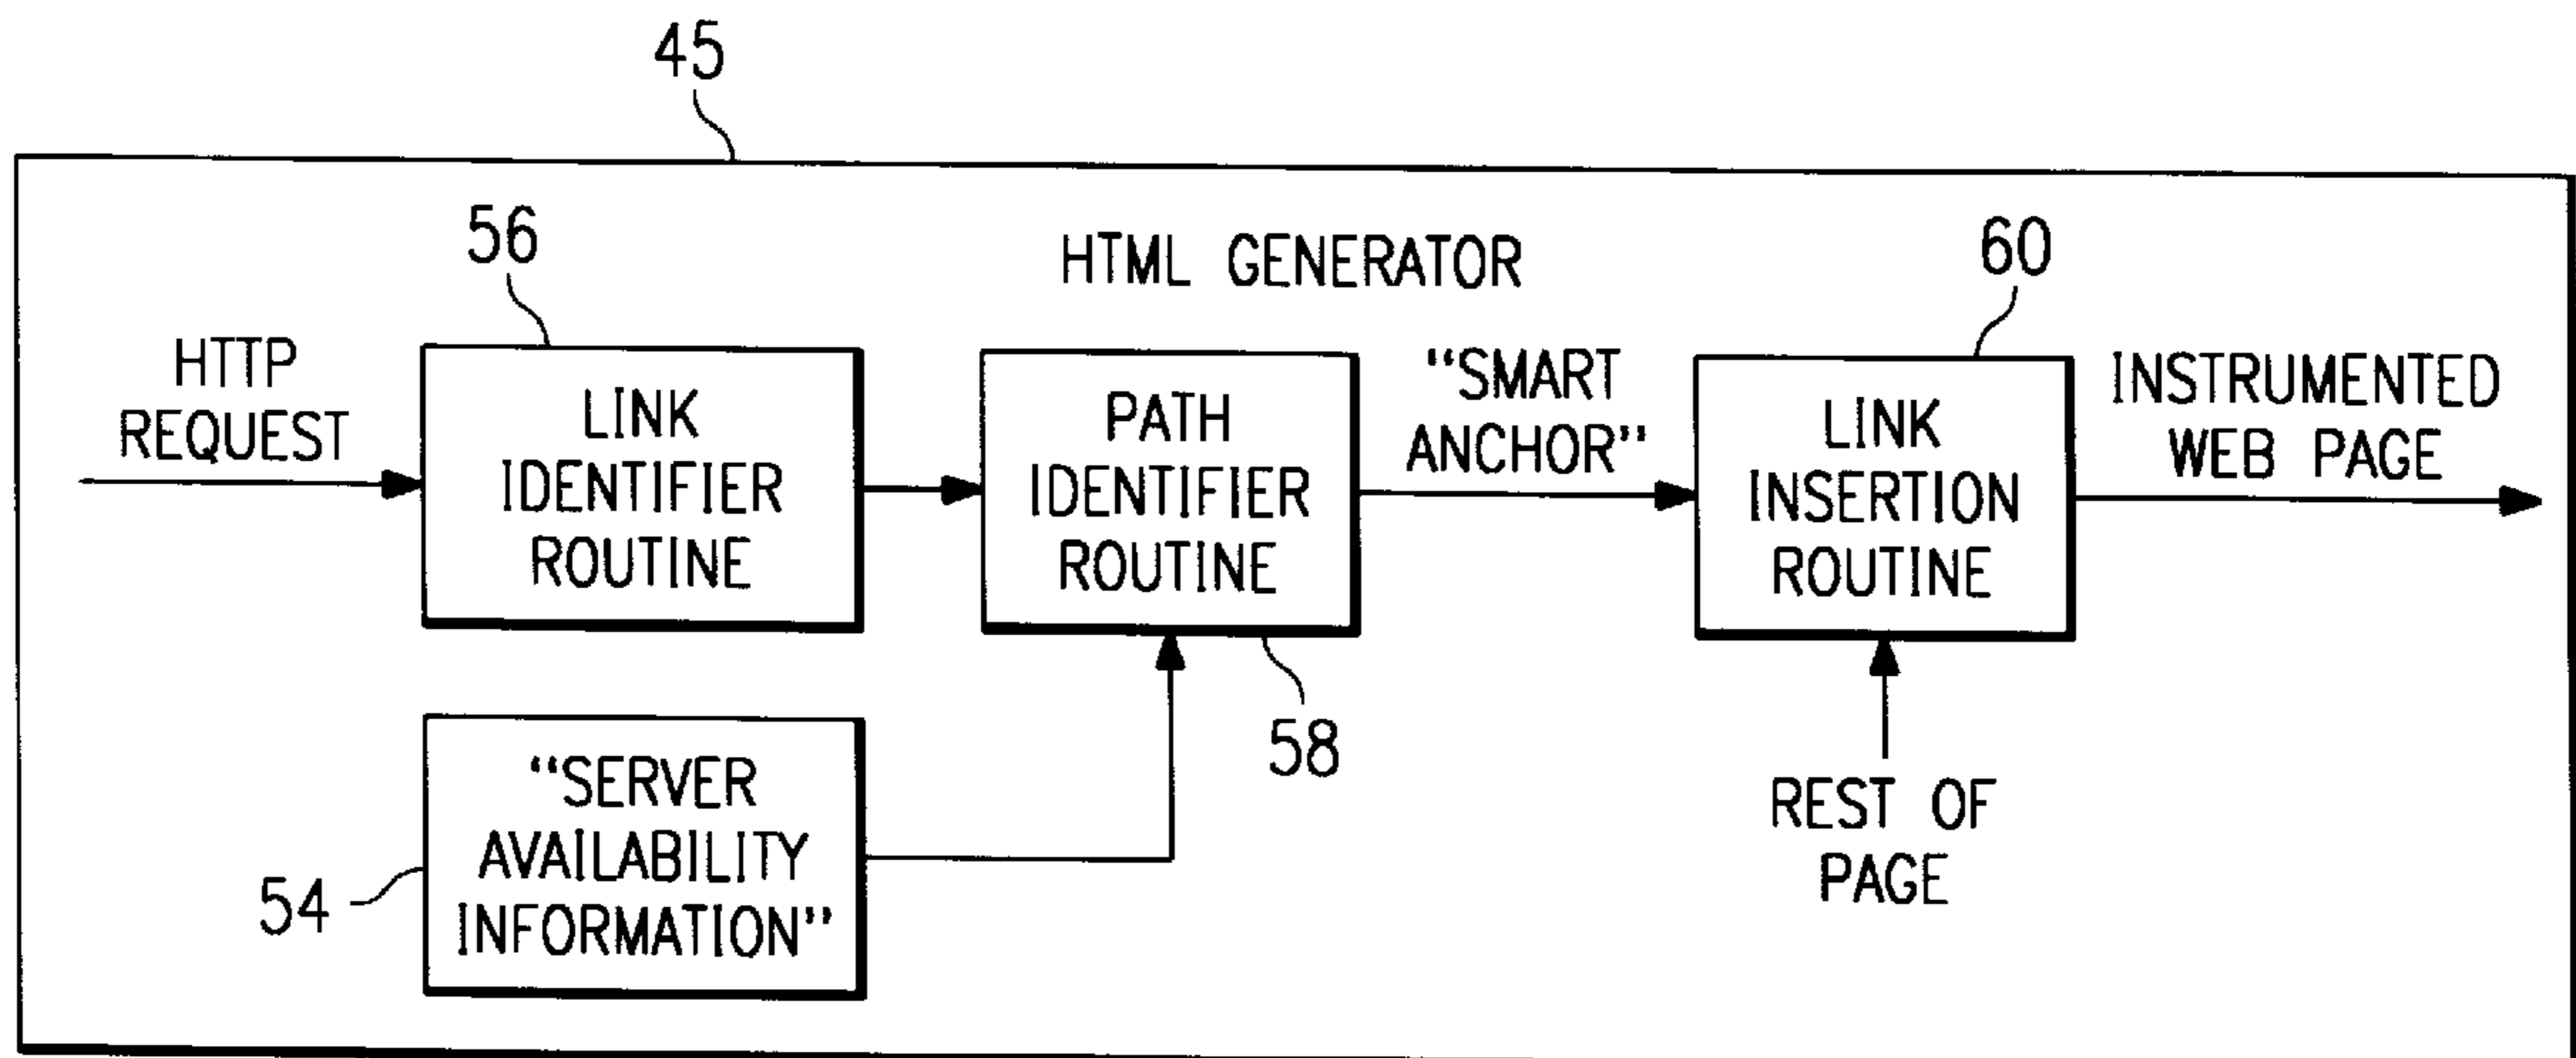 45
HTML GENERATOR
HTTP
REQUEST
56
LINK
IDENTIFIER
ROUTINE
PATH
IDENTIFIER
ROUTINE
58
"SMART
ANCHOR"
60
LINK
INSERTION
ROUTINE
INSTRUMENTED
WEB PAGE
54
"SERVER
AVAILABILITY
INFORMATION"
REST OF
PAGE